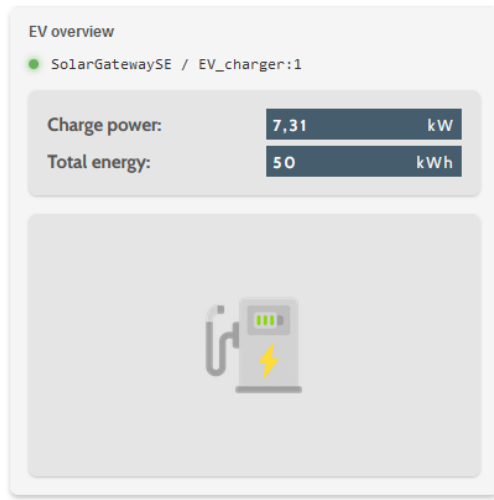 EV overview
SolarGatewaySE / EV_charger:1
Charge power: 7,31 kW
Total energy: 50 kWh